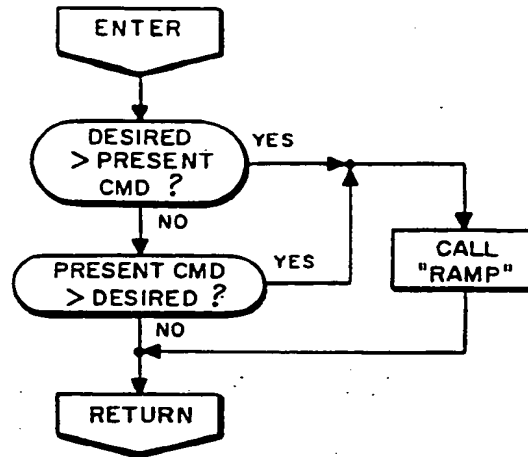 ENTER
DESIRED
> PRESENT
CMD ?
YES
NO
PRESENT CMD
> DESIRED ?
YES
NO
CALL
"RAMP"
RETURN